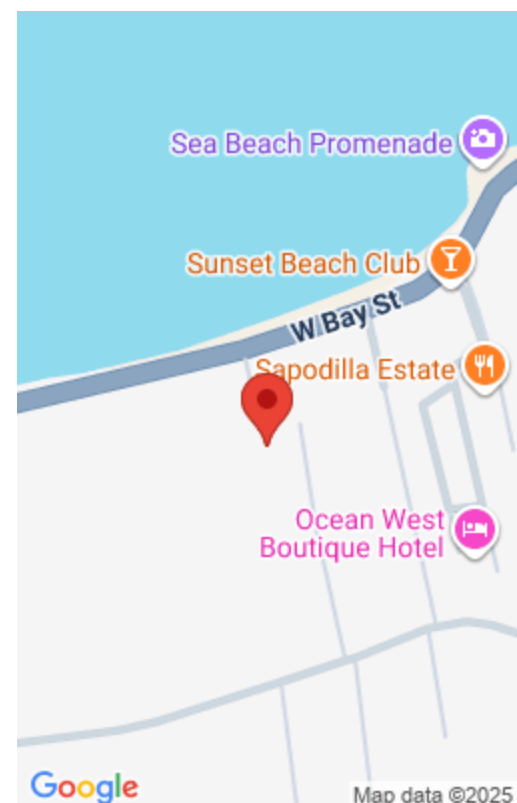 Sea Beach Promenade
Sunset Beach Club
W Bay St
Sapodilla Estate
Ocean West
Boutique Hotel
Google
Map data ©2025